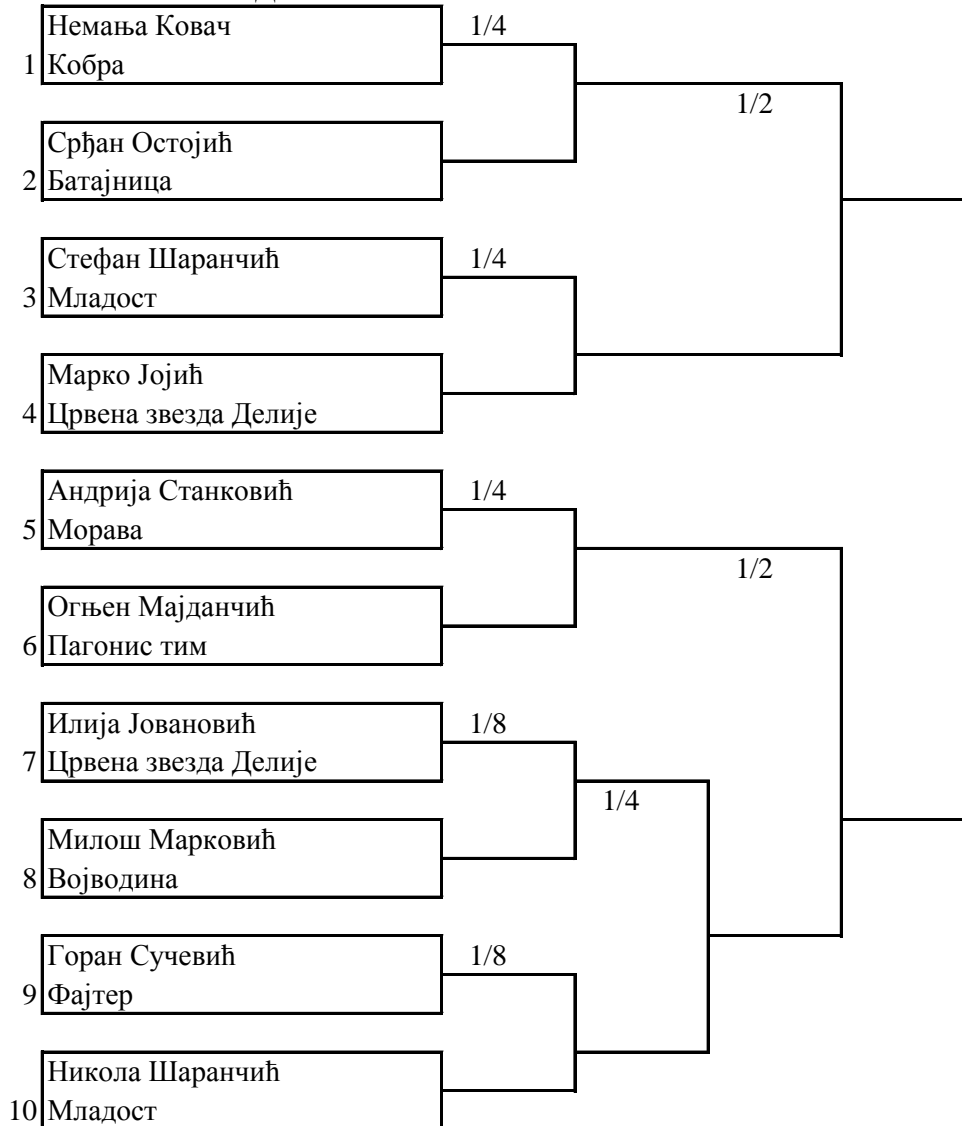 Немања Ковач 1/4
1 Кобра
1/2
Срђан Остојић
2 Батајница
Стефан Шаранчић 1/4
3 Младост
Марко Јојић
4 Црвена звезда Делије
Андрија Станковић 1/4
5 Морава
1/2
Огњен Мајданчић
6 Пагонис тим
Илија Јовановић 1/8
7 Црвена звезда Делије
1/4
Милош Марковић
8 Војводина
Горан Сучевић 1/8
9 Фајтер
Никола Шаранчић
10 Младост